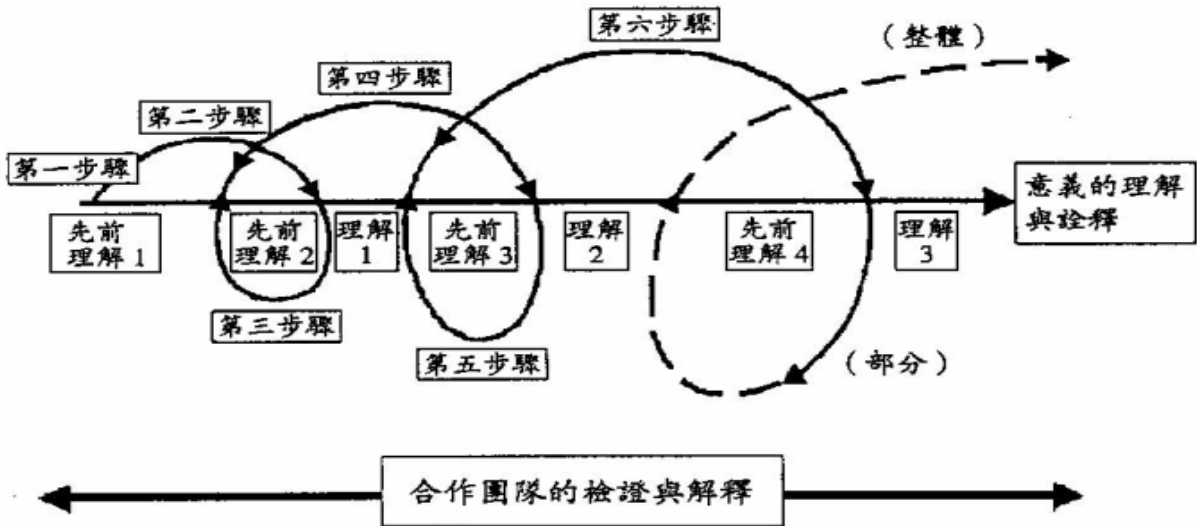 第六步驟
（整體）
第四步驟
第二步驟
第一步驟
意義的理解
與詮釋
先前
理解1
先前
理解2
理解
1
先前
理解3
理解
2
先前
理解4
理解
3
第三步驟
第五步驟
（部分）
合作團隊的檢證與解釋